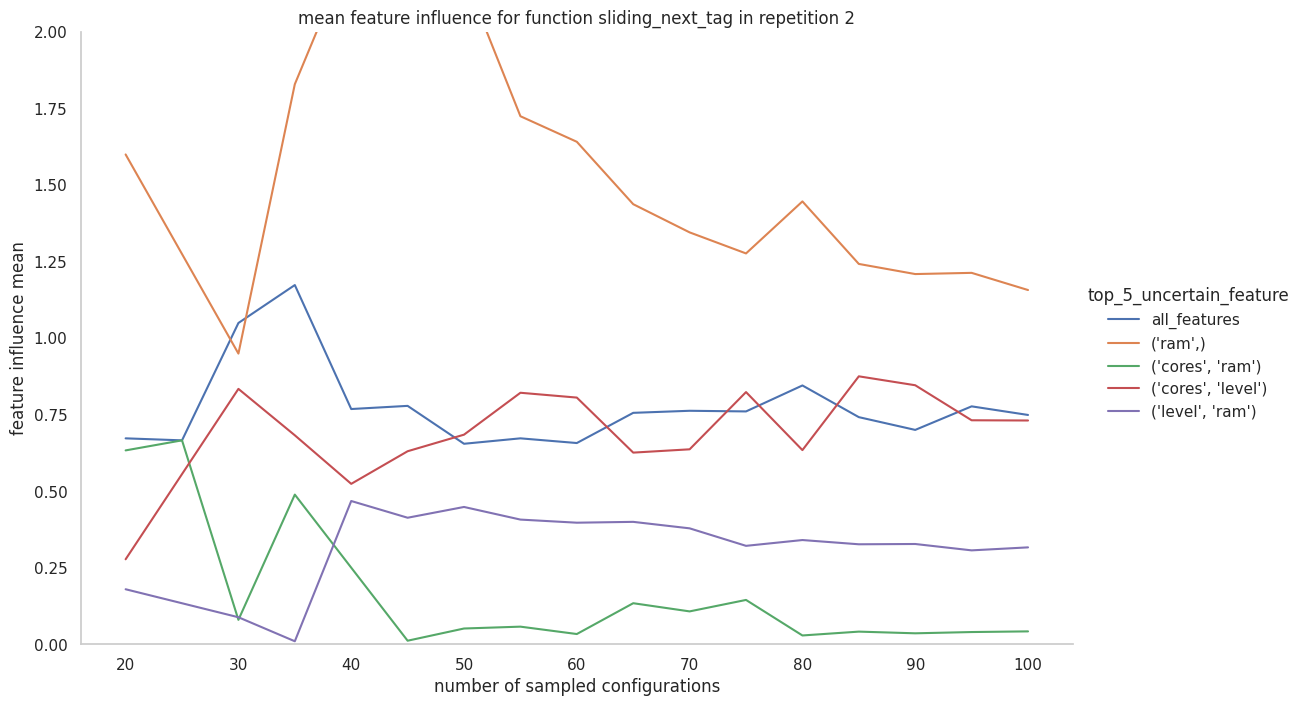 mean feature influence for function sliding_next_tag in repetition 2
2.00
1.75
1.50
1.25
1.00
0.75
0.50
0.25
0.00
feature influence mean
20 30 40 50 60 70 80 90 100
number of sampled configurations
top_5_uncertain_feature
all_features
('ram',)
('cores', 'ram')
('cores', 'level')
('level', 'ram')